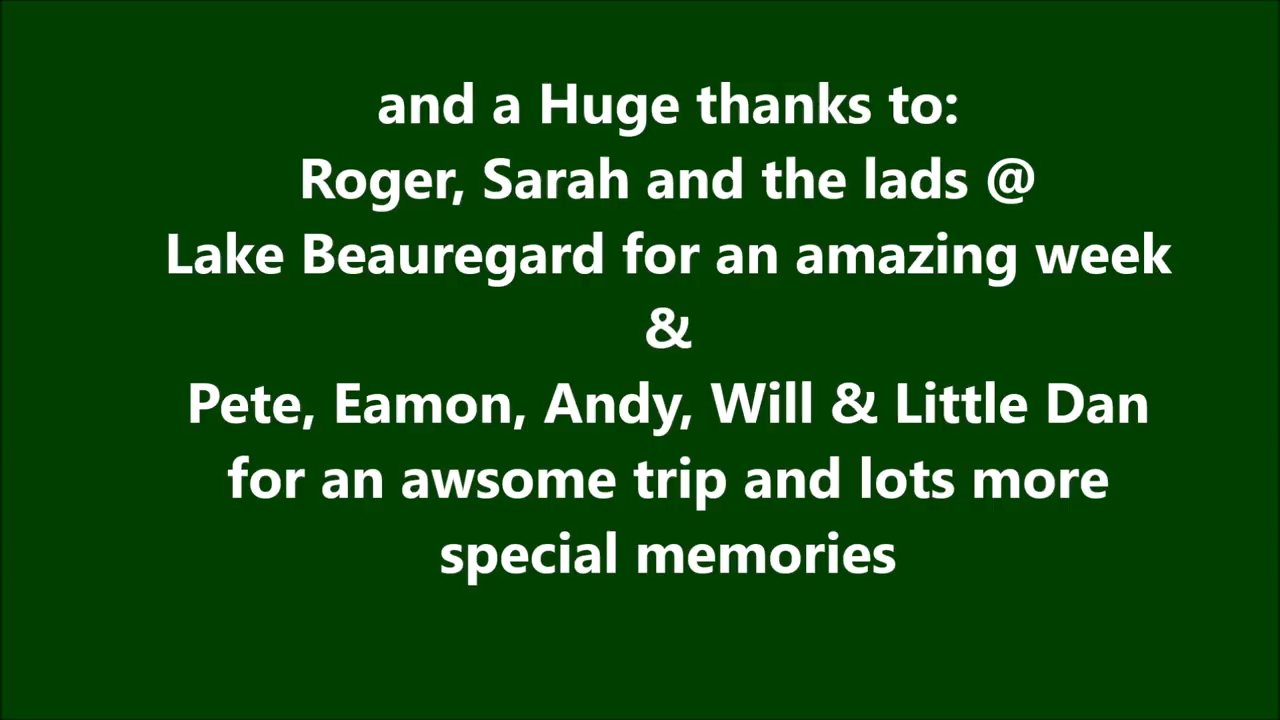 and a Huge thanks to:
Roger, Sarah and the lads @
Lake Beauregard for an amazing week
&
Pete, Eamon, Andy, Will & Little Dan
for an awsome trip and lots more
special memories